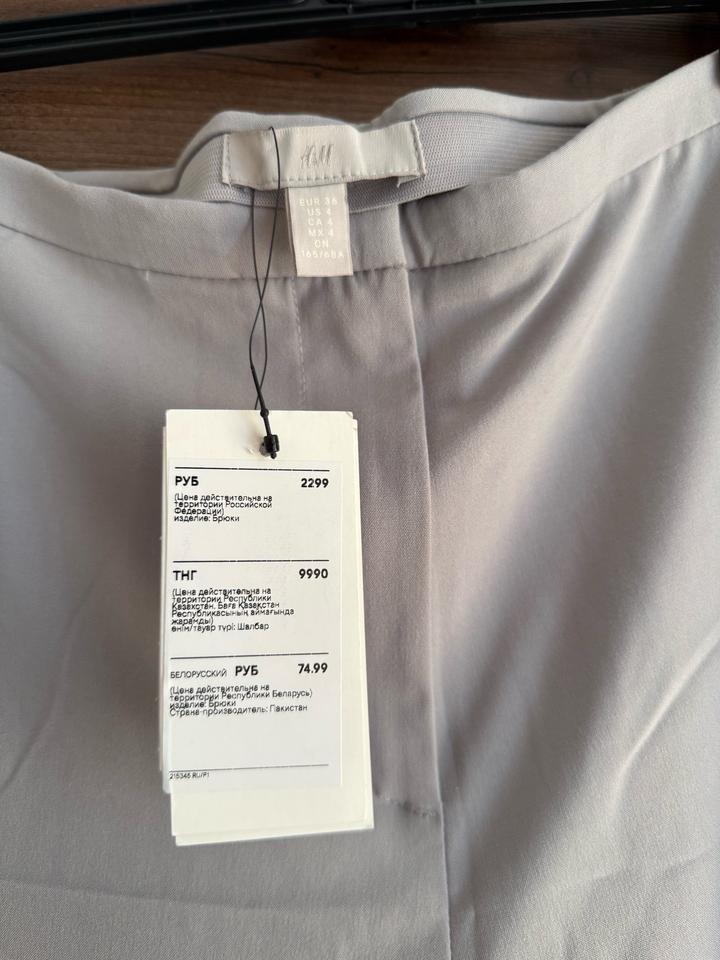 H&M
EUR 36
US 4
CA 4
MX 4
CN
165/68A
РУБ 2299
(Цена действительна на
территории Российской
Федерации)
изделие: Брюки
ТНГ 9990
(Цена действительна на
территории Республики
Казахстан. Баға Қазақстан
Республикасының аймағында
жарамды)
өнім/тауар түрі: Шалбар
БЕЛОРУССКИЙ РУБ 74.99
(Цена действительна на
территории Республики Беларусь)
изделие: Брюки
Страна-производитель: Пакистан
215345 RU/P1